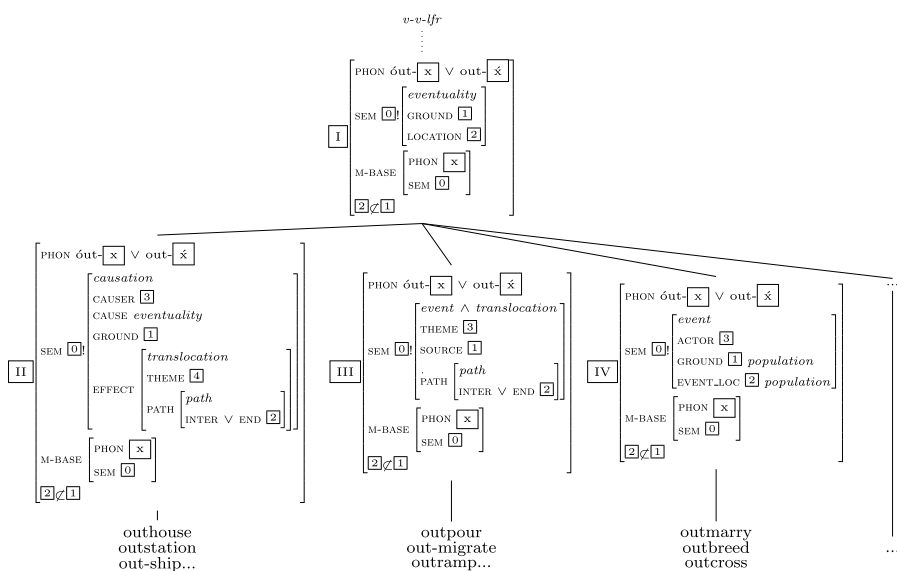 v-v-lfr
PHON óut- x ∨ out- x́
eventuality
SEM 0! GROUND 1
LOCATION 2
I
PHON x
M-BASE
SEM 0
2⊄1
PHON óut- x ∨ out- x́
causation
CAUSER 3
CAUSE eventuality
GROUND 1
SEM 0!
translocation
II
THEME 4
EFFECT
path
PATH
INTER ∨ END 2
PHON x
M-BASE
SEM 0
2⊄1
outhouse
outstation
out-ship...
PHON óut- x ∨ out- x́
event ∧ translocation
THEME 3
SEM 0! SOURCE 1
III
path
PATH
INTER ∨ END 2
PHON x
M-BASE
SEM 0
2⊄1
outpour
out-migrate
outramp...
PHON óut- x ∨ out- x́
event
ACTOR 3
SEM 0!
GROUND 1 population
IV
EVENT_LOC 2 population
PHON x
M-BASE
SEM 0
2⊄1
outmarry
outbreed
outcross
...
...